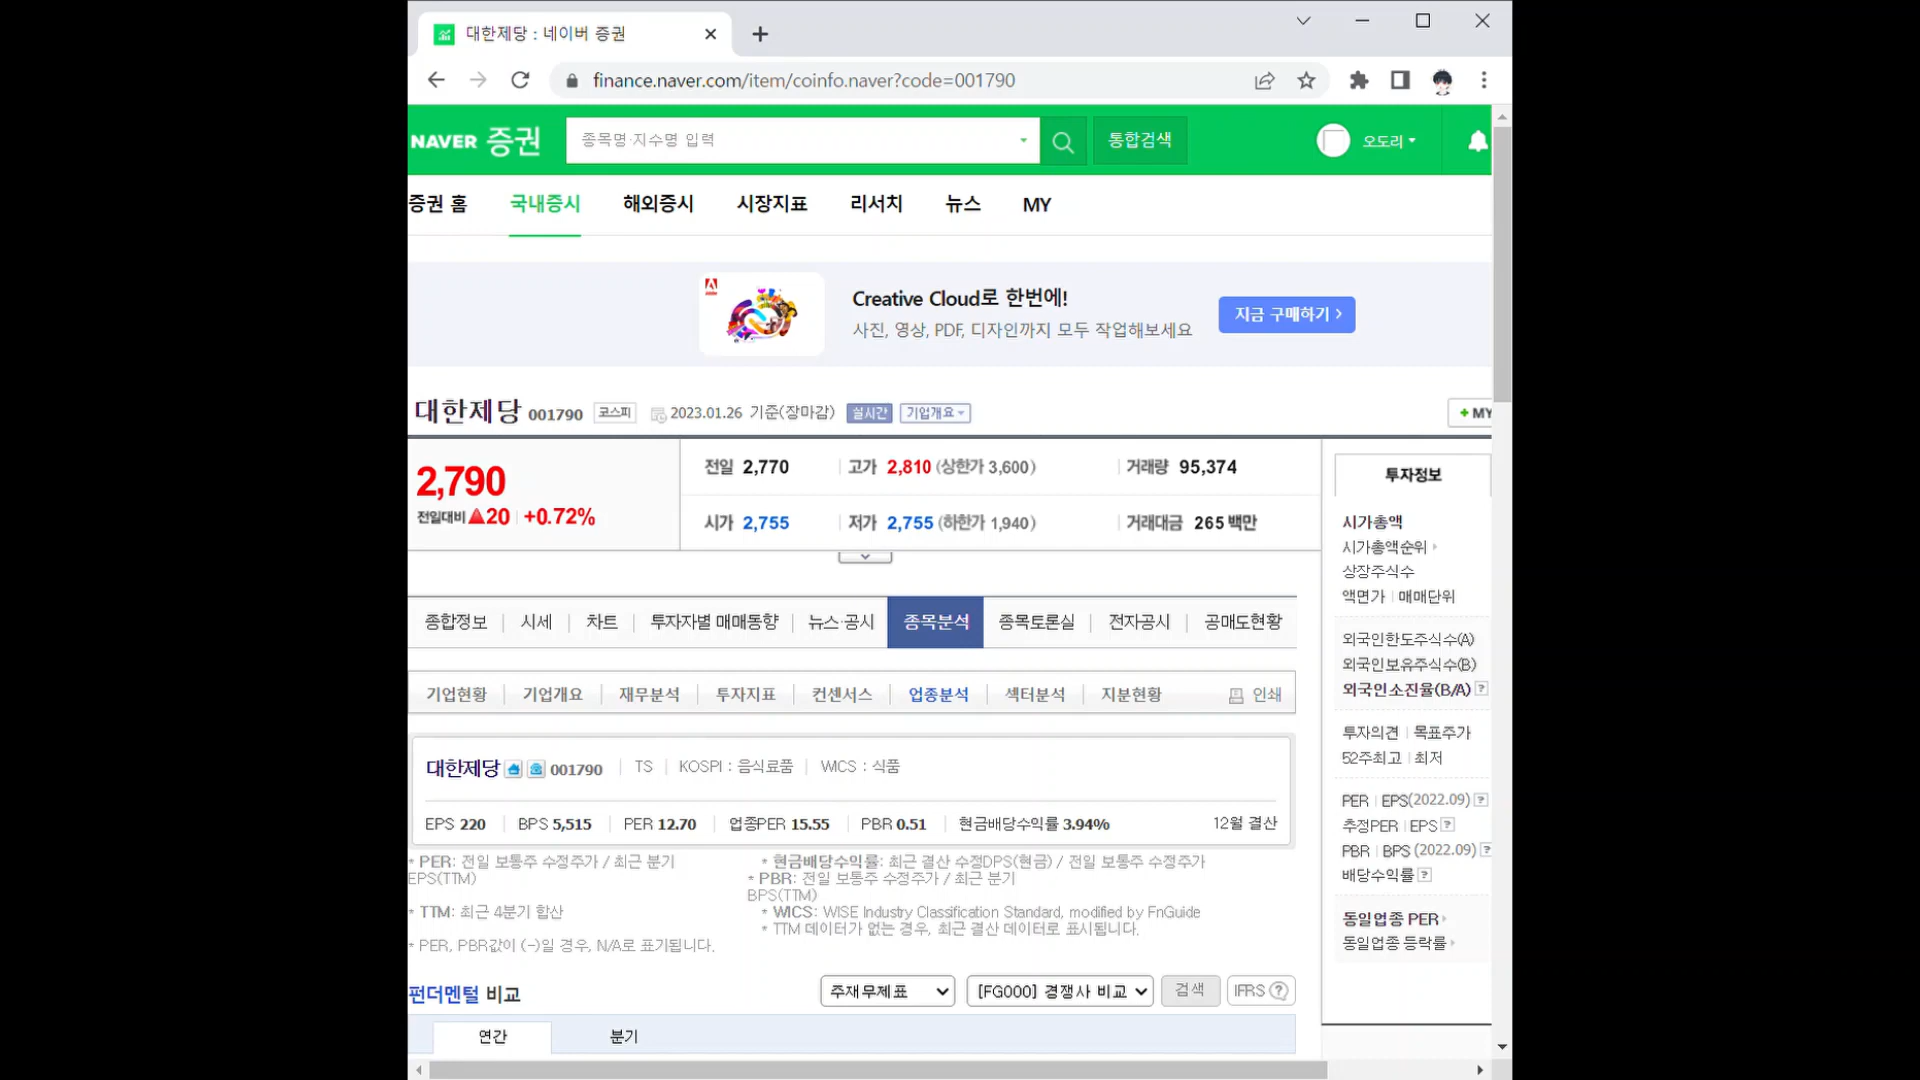 대한제당 : 네이버 증권
finance.naver.com/item/coinfo.naver?code=001790
NAVER 증권
종목명·지수명 입력
통합검색
오도리
증권 홈 국내증시 해외증시 시장지표 리서치 뉴스 MY
Creative Cloud로 한번에!
사진, 영상, PDF, 디자인까지 모두 작업해보세요
지금 구매하기 >
대한제당 001790 코스피 2023.01.26 기준(장마감) 실시간 기업개요
+ MY
2,790
전일대비 ▲20 +0.72%
전일 2,770 고가 2,810 (상한가 3,600) 거래량 95,374
시가 2,755 저가 2,755 (하한가 1,940) 거래대금 265 백만
투자정보
시가총액
시가총액순위
상장주식수
액면가 | 매매단위
외국인한도주식수(A)
외국인보유주식수(B)
외국인소진율(B/A) ?
투자의견 | 목표주가
52주최고 | 최저
PER | EPS(2022.09) ?
추정PER | EPS ?
PBR | BPS (2022.09) ?
배당수익률 ?
동일업종 PER
동일업종 등락률
종합정보 | 시세 | 차트 | 투자자별 매매동향 | 뉴스·공시 종목분석 종목토론실 | 전자공시 | 공매도현황
기업현황 | 기업개요 | 재무분석 | 투자지표 | 컨센서스 | 업종분석 | 섹터분석 | 지분현황 인쇄
대한제당 001790 | TS | KOSPI : 음식료품 | WICS : 식품
EPS 220 | BPS 5,515 | PER 12.70 | 업종PER 15.55 | PBR 0.51 | 현금배당수익률 3.94% 12월 결산
* PER: 전일 보통주 수정주가 / 최근 분기
EPS(TTM)
* TTM: 최근 4분기 합산
* PER, PBR값이 (-)일 경우, N/A로 표기됩니다.
* 현금배당수익률: 최근 결산 수정DPS(현금) / 전일 보통주 수정주가
* PBR: 전일 보통주 수정주가 / 최근 분기
BPS(TTM)
* WICS: WISE Industry Classification Standard, modified by FnGuide
* TTM 데이터가 없는 경우, 최근 결산 데이터로 표시됩니다.
펀더멘털 비교
주재무제표 [FG000] 경쟁사 비교 검색 IFRS ?
연간 분기